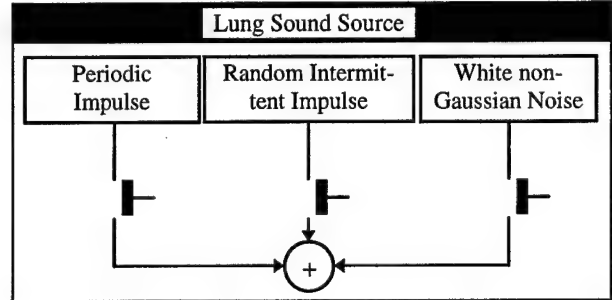 Lung Sound Source
Periodic
Impulse
Random Intermit-
tent Impulse
White non-
Gaussian Noise
+